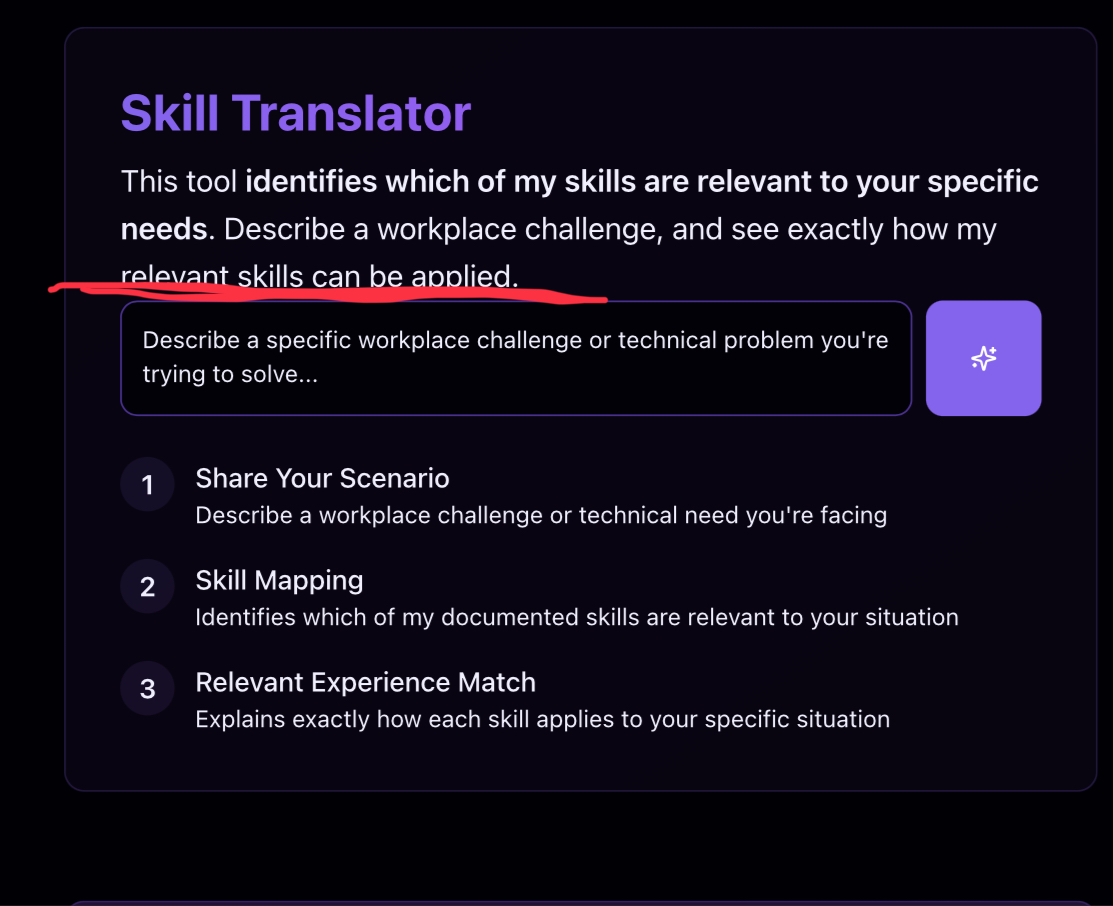 Skill Translator
This tool identifies which of my skills are relevant to your specific
needs. Describe a workplace challenge, and see exactly how my
relevant skills can be applied.
Describe a specific workplace challenge or technical problem you're
trying to solve...
1
Share Your Scenario
Describe a workplace challenge or technical need you're facing
2
Skill Mapping
Identifies which of my documented skills are relevant to your situation
3
Relevant Experience Match
Explains exactly how each skill applies to your specific situation